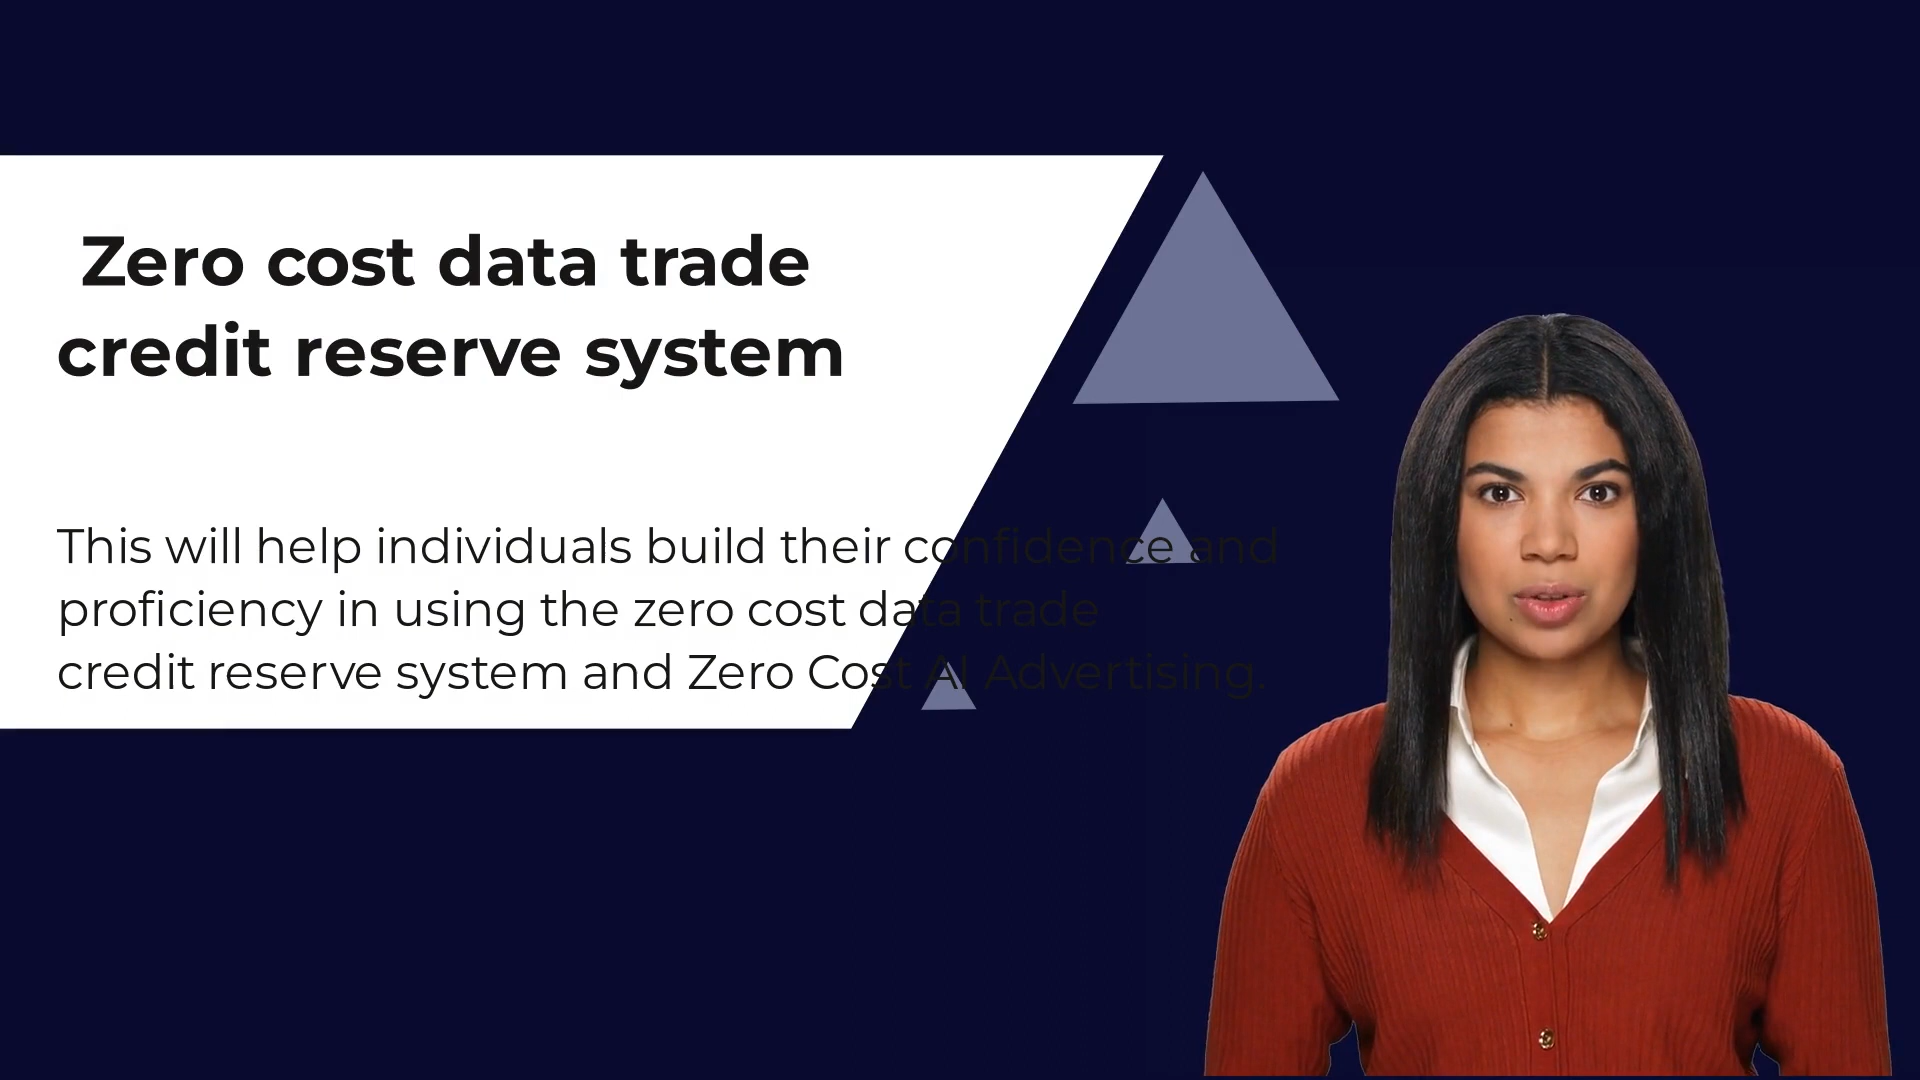 Zero cost data trade
credit reserve system
This will help individuals build their confidence and
proficiency in using the zero cost data trade
credit reserve system and Zero Cost AI Advertising.